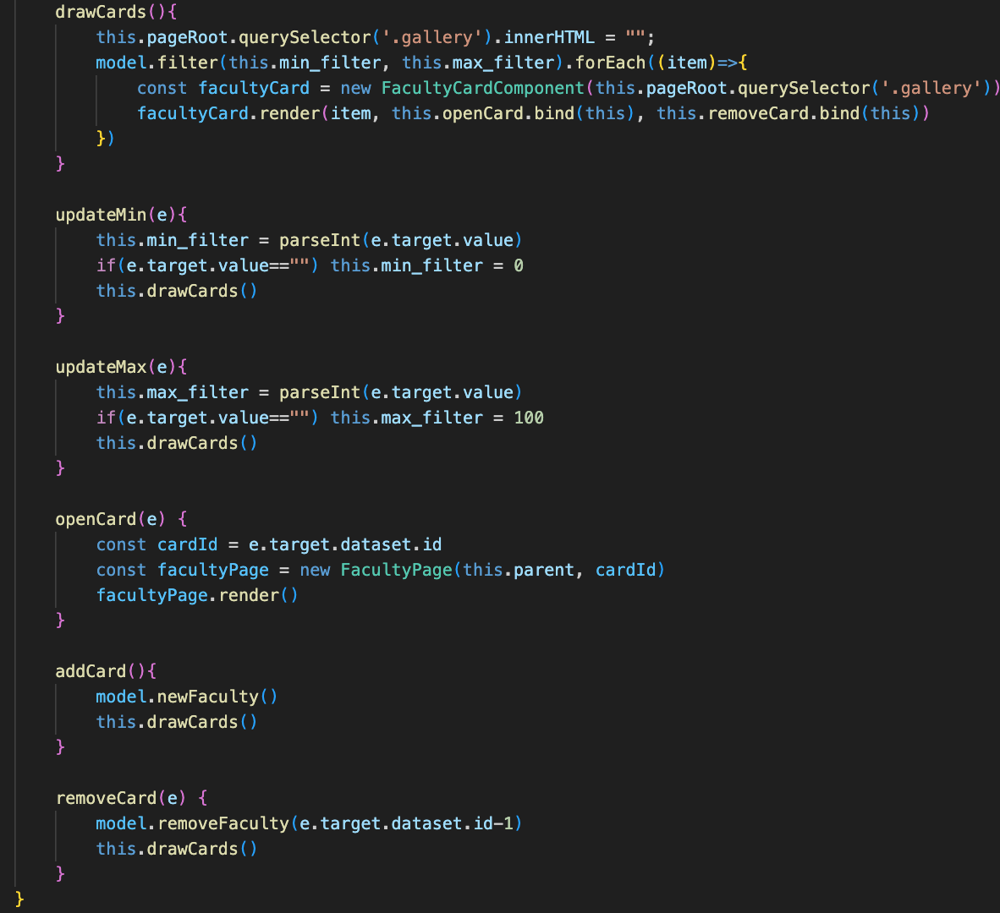 drawCards(){
this.pageRoot.querySelector('.gallery').innerHTML = "";
model.filter(this.min_filter, this.max_filter).forEach((item)=>{
const facultyCard = new FacultyCardComponent(this.pageRoot.querySelector('.gallery'))
facultyCard.render(item, this.openCard.bind(this), this.removeCard.bind(this))
})
}
updateMin(e){
this.min_filter = parseInt(e.target.value)
if(e.target.value=="") this.min_filter = 0
this.drawCards()
}
updateMax(e){
this.max_filter = parseInt(e.target.value)
if(e.target.value=="") this.max_filter = 100
this.drawCards()
}
openCard(e) {
const cardId = e.target.dataset.id
const facultyPage = new FacultyPage(this.parent, cardId)
facultyPage.render()
}
addCard(){
model.newFaculty()
this.drawCards()
}
removeCard(e) {
model.removeFaculty(e.target.dataset.id-1)
this.drawCards()
}
}